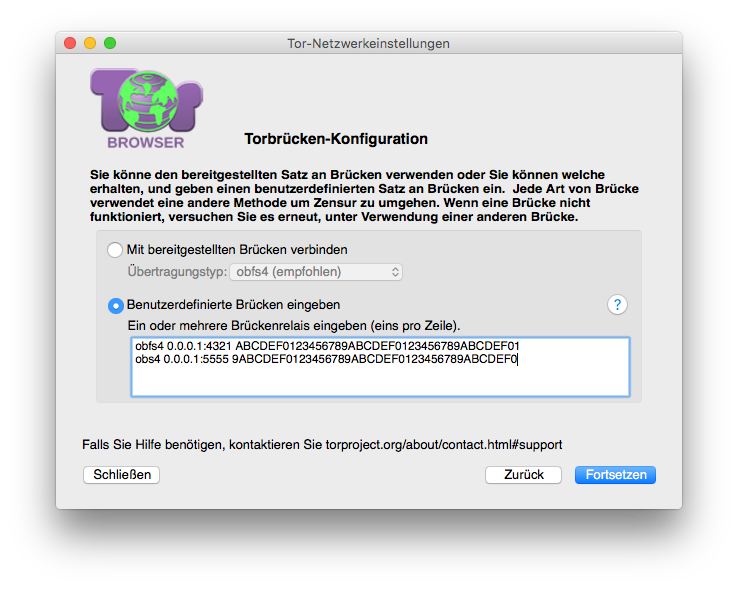 Tor-Netzwerkeinstellungen
Tor
BROWSER
Torbrücken-Konfiguration
Sie könne den bereitgestellten Satz an Brücken verwenden oder Sie können welche
erhalten, und geben einen benutzerdefinierten Satz an Brücken ein. Jede Art von Brücke
verwendet eine andere Methode um Zensur zu umgehen. Wenn eine Brücke nicht
funktioniert, versuchen Sie es erneut, unter Verwendung einer anderen Brücke.
Mit bereitgestellten Brücken verbinden
Übertragungstyp: obfs4 (empfohlen)
Benutzerdefinierte Brücken eingeben
?
Ein oder mehrere Brückenrelais eingeben (eins pro Zeile).
obfs4 0.0.0.1:4321 ABCDEF0123456789ABCDEF0123456789ABCDEF01
obs4 0.0.0.1:5555 9ABCDEF0123456789ABCDEF0123456789ABCDEF0
Falls Sie Hilfe benötigen, kontaktieren Sie torproject.org/about/contact.html#support
Schließen Zurück Fortsetzen